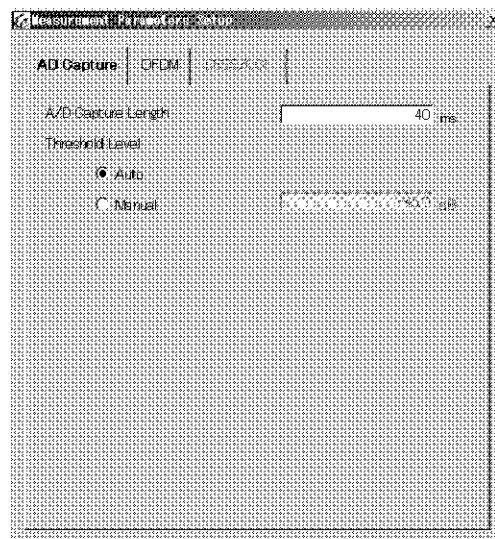 Measurement Parameters Setup
AD Capture OFDM
A/D Capture Length 40 ms
Threshold Level
Auto
Manual dB